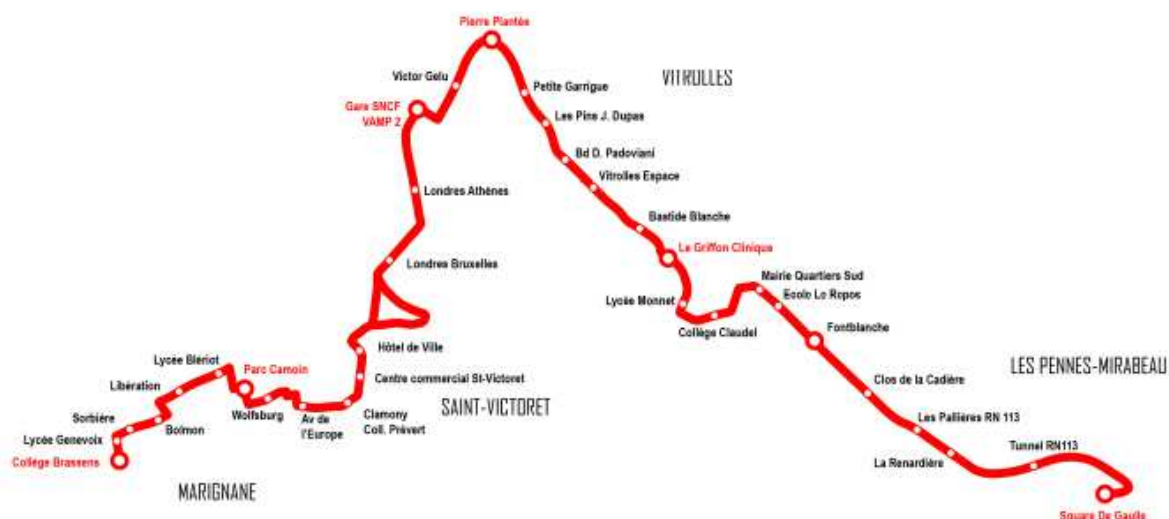 Pierre Plantée
VITROLLES
Victor Gelu
Petite Garrigue
Gare SNCF
VAMP 2
Les Pins J. Dupas
Bd D. Padoviani
Vitrolles Espace
Londres Athènes
Bastide Blanche
Le Griffon Clinique
Londres Bruxelles
Mairie Quartiers Sud
Ecole Le Repos
Lycée Monnet
Collège Claudel
Fontblanche
Hôtel de Ville
Lycée Blériot
Parc Camoin
LES PENNES-MIRABEAU
Libération
Centre commercial St-Victoret
Clos de la Cadière
SAINT-VICTORET
Wolfsburg
Av de
l'Europe
Clamony
Coll. Prévert
Sorbière
Bolmon
Les Pallières RN 113
Lycée Genevoix
Tunnel RN113
Collège Brassens
La Renardière
MARIGNANE
Square De Gaulle